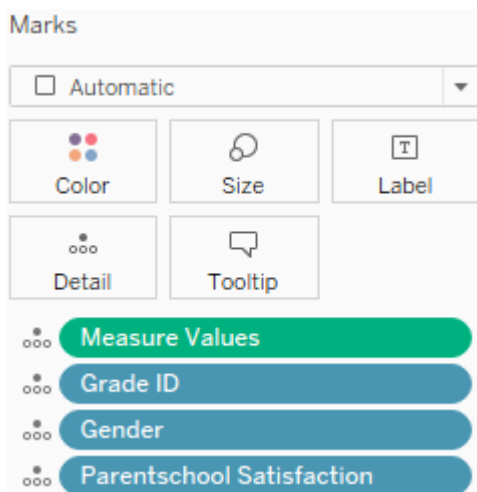 Marks
Automatic
Color Size Label
Detail Tooltip
Measure Values
Grade ID
Gender
Parentschool Satisfaction